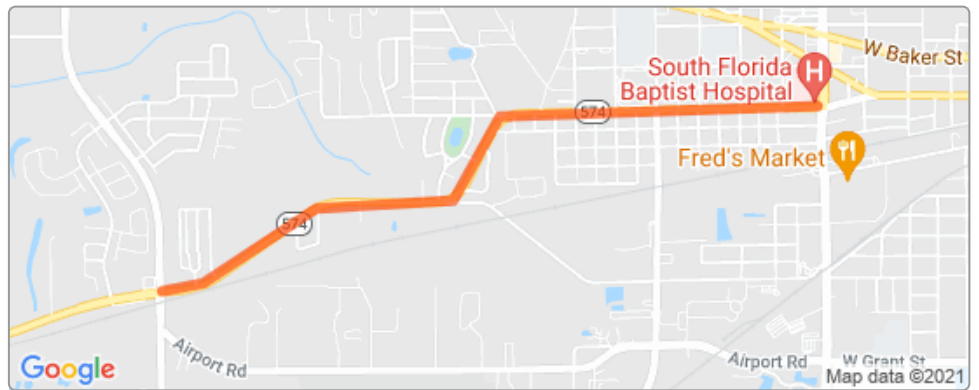 W Baker St
South Florida
Baptist Hospital
H
574
Fred's Market
574
Airport Rd
Airport Rd
W Grant St
Google
Map data ©2021